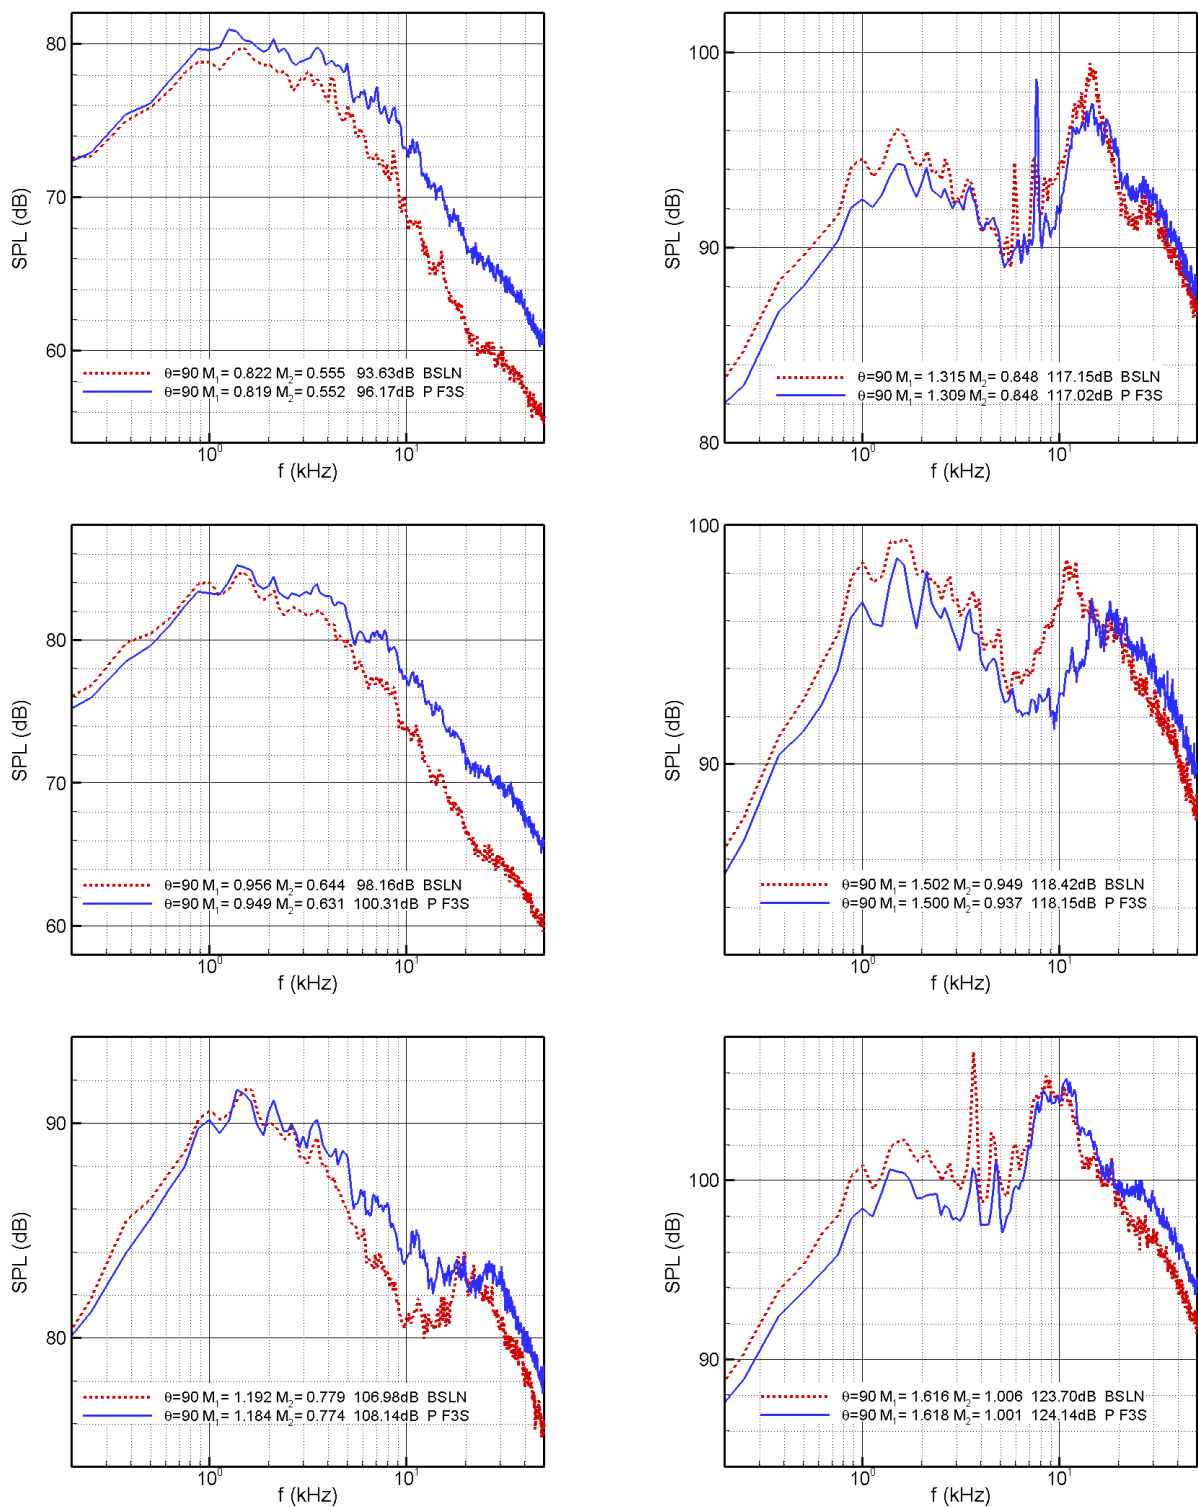 80
70
60
SPL (dB)
θ=90 M1= 0.822 M2= 0.555 93.63dB BSLN
θ=90 M1= 0.819 M2= 0.552 96.17dB P F3S
10^0 10^1
f (kHz)
100
90
80
SPL (dB)
θ=90 M1= 1.315 M2= 0.848 117.15dB BSLN
θ=90 M1= 1.309 M2= 0.848 117.02dB P F3S
10^0 10^1
f (kHz)
80
70
60
SPL (dB)
θ=90 M1= 0.956 M2= 0.644 98.16dB BSLN
θ=90 M1= 0.949 M2= 0.631 100.31dB P F3S
10^0 10^1
f (kHz)
100
90
SPL (dB)
θ=90 M1= 1.502 M2= 0.949 118.42dB BSLN
θ=90 M1= 1.500 M2= 0.937 118.15dB P F3S
10^0 10^1
f (kHz)
90
80
SPL (dB)
θ=90 M1= 1.192 M2= 0.779 106.98dB BSLN
θ=90 M1= 1.184 M2= 0.774 108.14dB P F3S
10^0 10^1
f (kHz)
100
90
SPL (dB)
θ=90 M1= 1.616 M2= 1.006 123.70dB BSLN
θ=90 M1= 1.618 M2= 1.001 124.14dB P F3S
10^0 10^1
f (kHz)